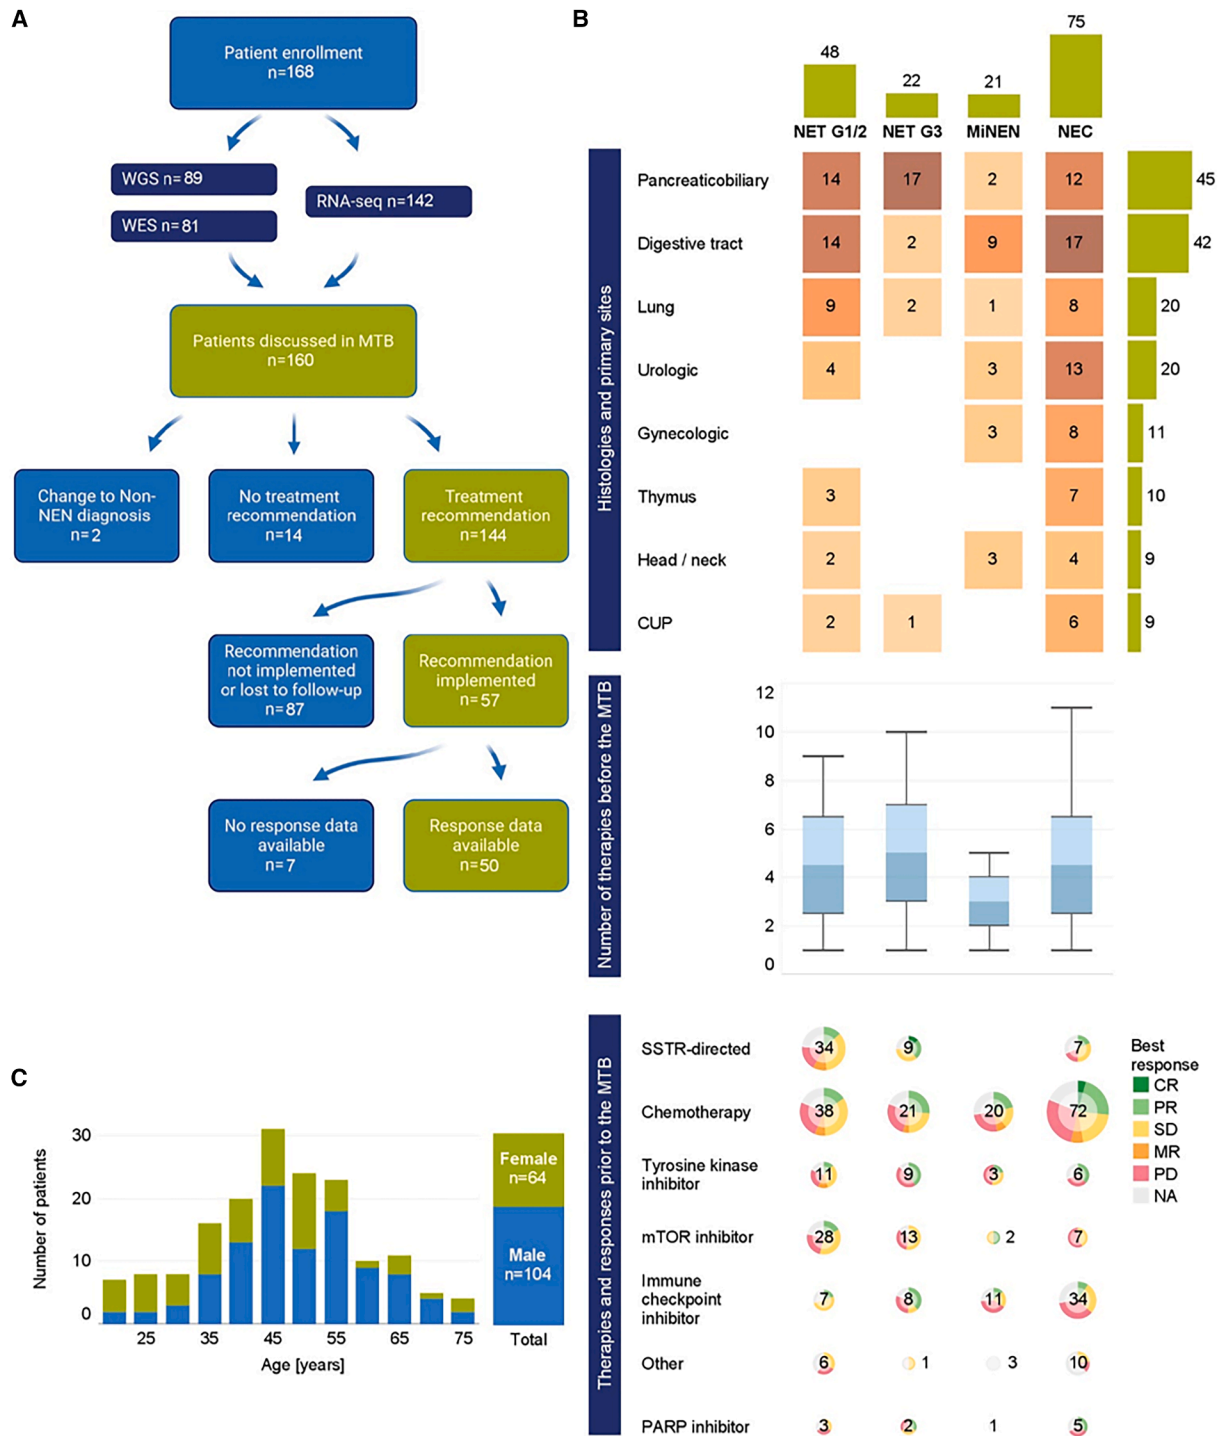 A
Patient enrollment
n=168
WGS n=89
WES n=81
RNA-seq n=142
Patients discussed in MTB
n=160
Change to Non-
NEN diagnosis
n=2
No treatment
recommendation
n=14
Treatment
recommendation
n=144
Recommendation
not implemented
or lost to follow-up
n=87
Recommendation
implemented
n=57
No response data
available
n=7
Response data
available
n=50
B
48
22
21
75
NET G1/2
NET G3
MiNEN
NEC
Histologies and primary sites
Pancreaticobiliary 14 17 2 12 45
Digestive tract 14 2 9 17 42
Lung 9 2 1 8 20
Urologic 4 3 13 20
Gynecologic 3 8 11
Thymus 3 7 10
Head / neck 2 3 4 9
CUP 2 1 6 9
Number of therapies before the MTB
12
10
8
6
4
2
0
Therapies and responses prior to the MTB
SSTR-directed 34 9 7
Chemotherapy 38 21 20 72
Tyrosine kinase
inhibitor 11 9 3 6
mTOR inhibitor 28 13 2 7
Immune
checkpoint
inhibitor 7 8 11 34
Other 6 1 3 10
PARP inhibitor 3 2 1 5
Best
response
CR
PR
SD
MR
PD
NA
C
Number of patients
30
20
10
0
25 35 45 55 65 75
Age [years]
Female
n=64
Male
n=104
Total